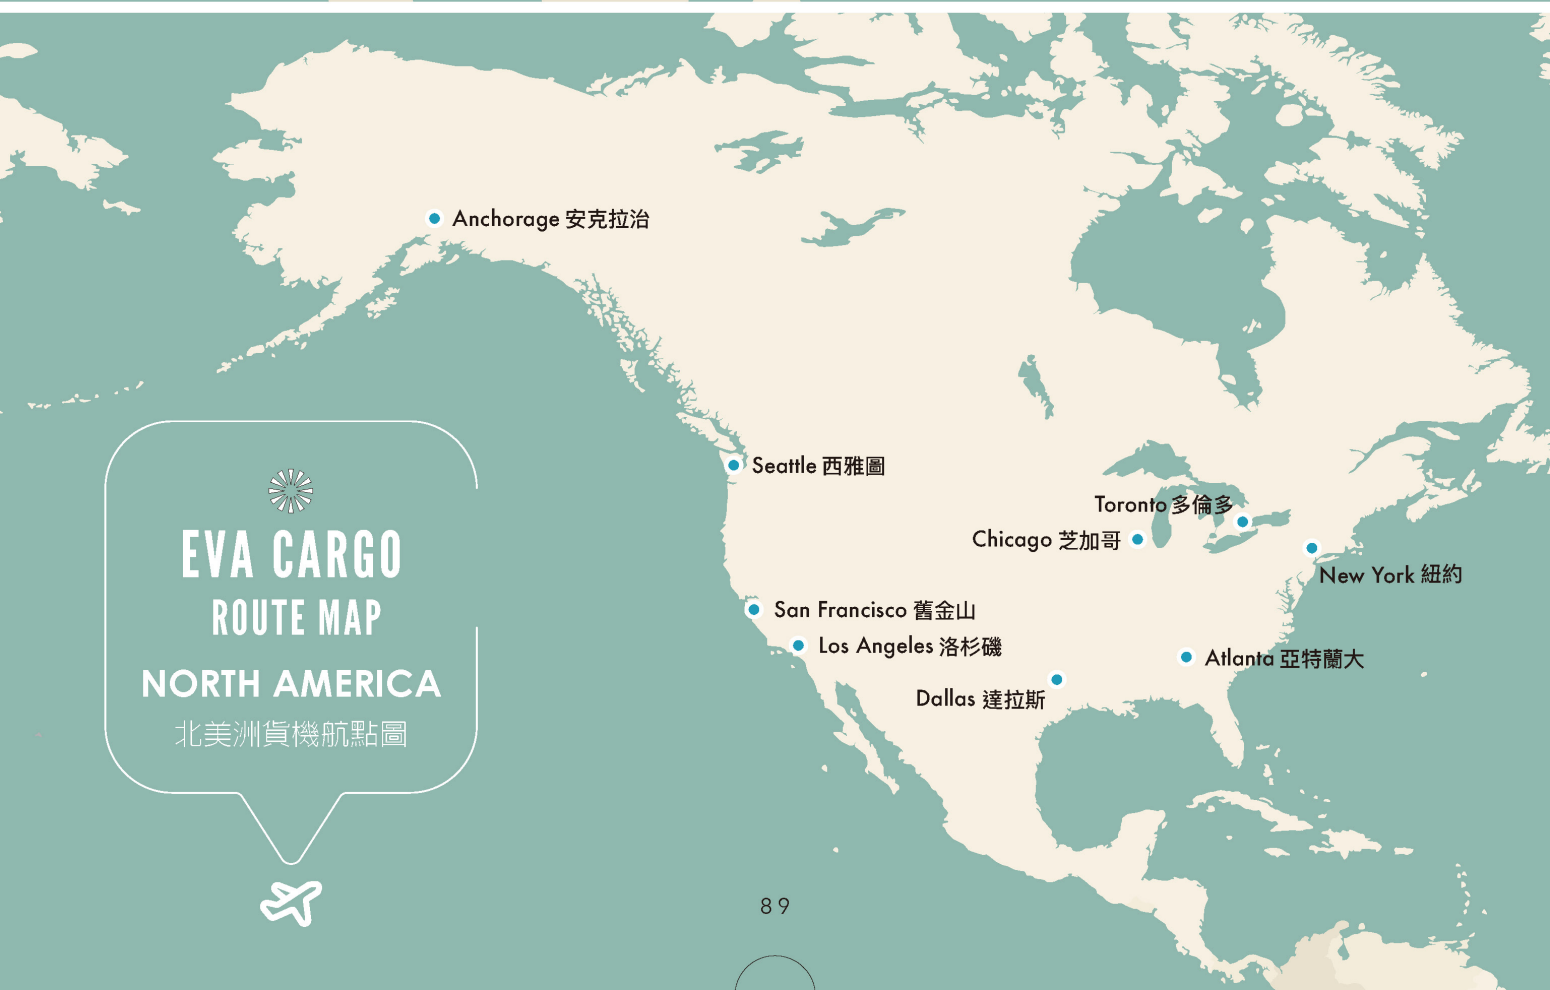 Anchorage 安克拉治
Seattle 西雅圖
Toronto 多倫多
Chicago 芝加哥
New York 紐約
San Francisco 舊金山
Los Angeles 洛杉磯
Atlanta 亞特蘭大
Dallas 達拉斯
EVA CARGO
ROUTE MAP
NORTH AMERICA
北美洲貨機航點圖
89